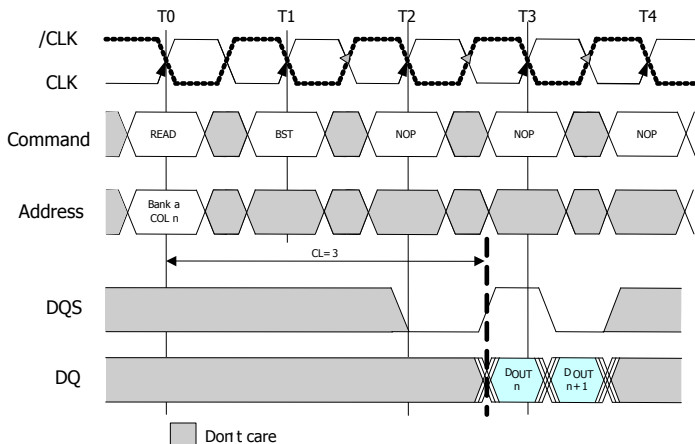 T0 T1 T2 T3 T4
/CLK
CLK
Command READ BST NOP NOP NOP
Address Bank a
COL n
CL=3
DQS
DQ DOUT
n DOUT
n+1
Don't care